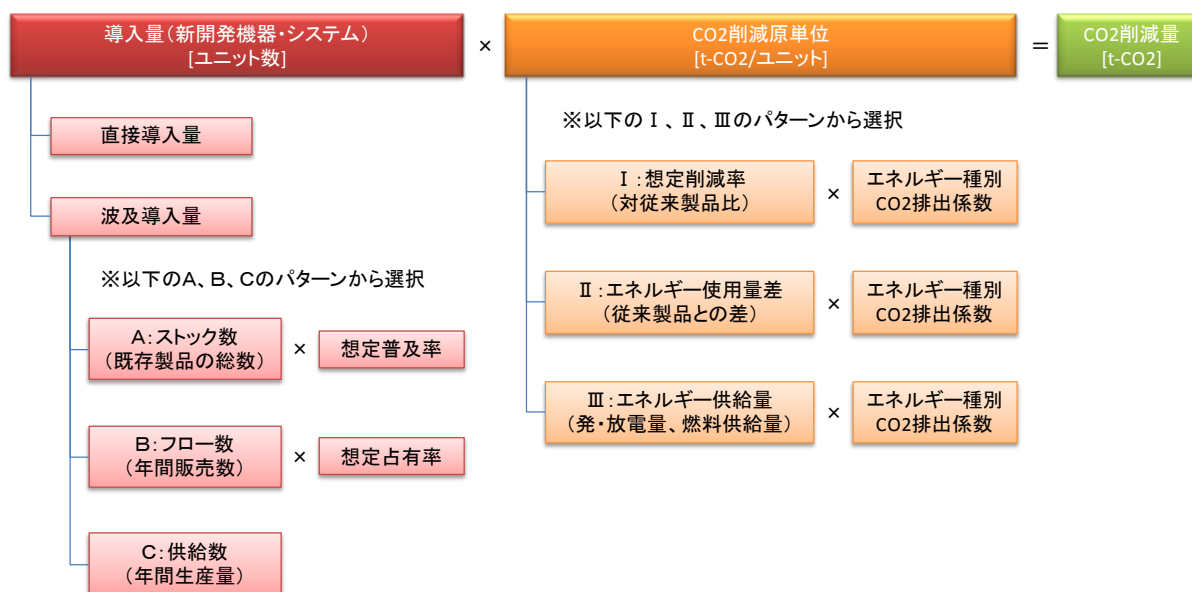 導入量(新開発機器・システム)
[ユニット数]
×
CO2削減原単位
[t-CO2/ユニット]
=
CO2削減量
[t-CO2]
直接導入量
波及導入量
※以下のA、B、Cのパターンから選択
A:ストック数
(既存製品の総数)
×
想定普及率
B:フロー数
(年間販売数)
×
想定占有率
C:供給数
(年間生産量)
※以下のⅠ、Ⅱ、Ⅲのパターンから選択
Ⅰ:想定削減率
(対従来製品比)
×
エネルギー種別
CO2排出係数
Ⅱ:エネルギー使用量差
(従来製品との差)
×
エネルギー種別
CO2排出係数
Ⅲ:エネルギー供給量
(発・放電量、燃料供給量)
×
エネルギー種別
CO2排出係数